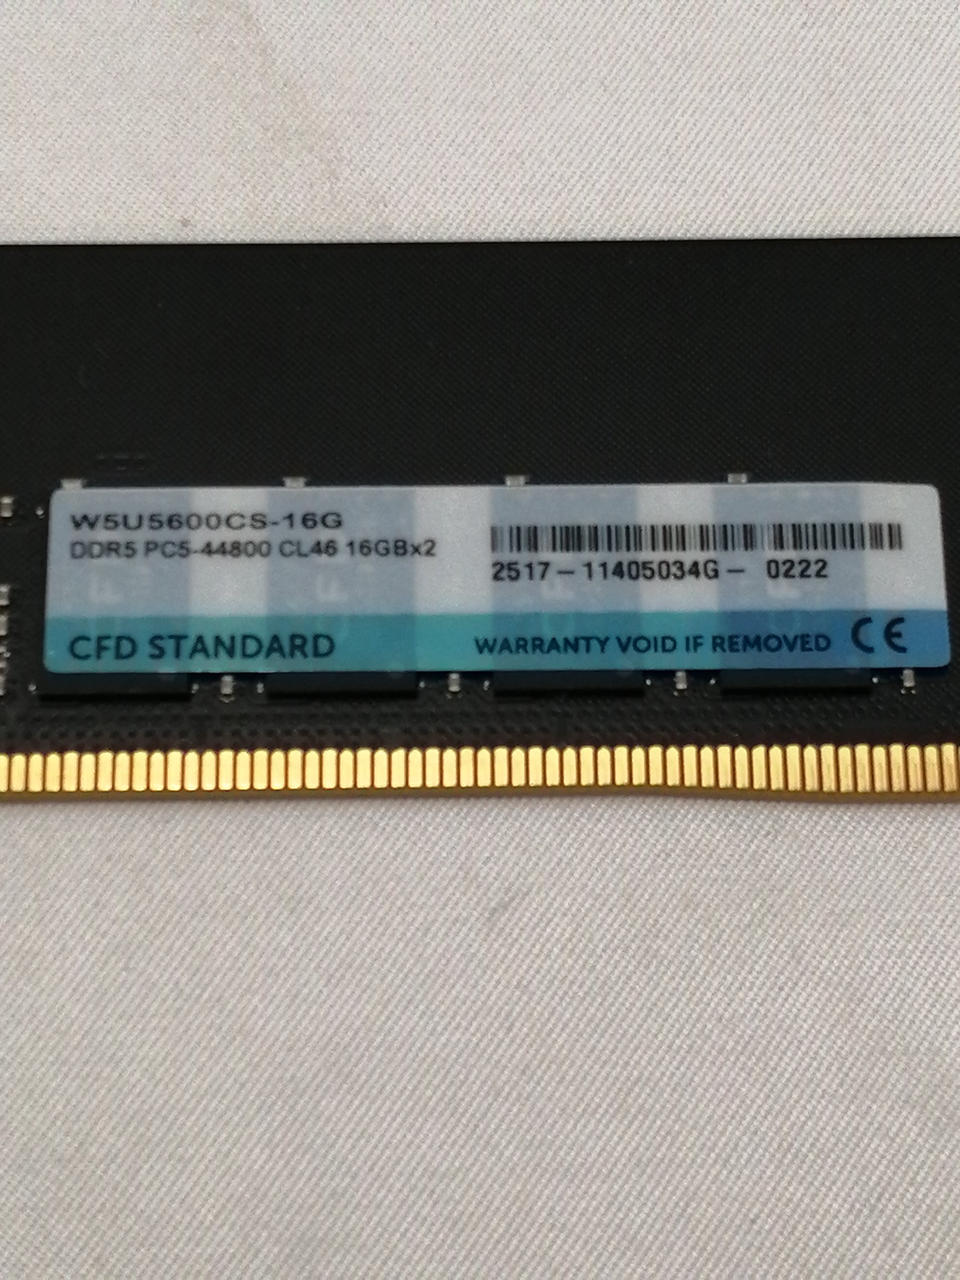 W5U5600CS-16G
DDR5 PC5-44800 CL46 16GBx2
2517-11405034G- 0222
CFD STANDARD
WARRANTY VOID IF REMOVED CE